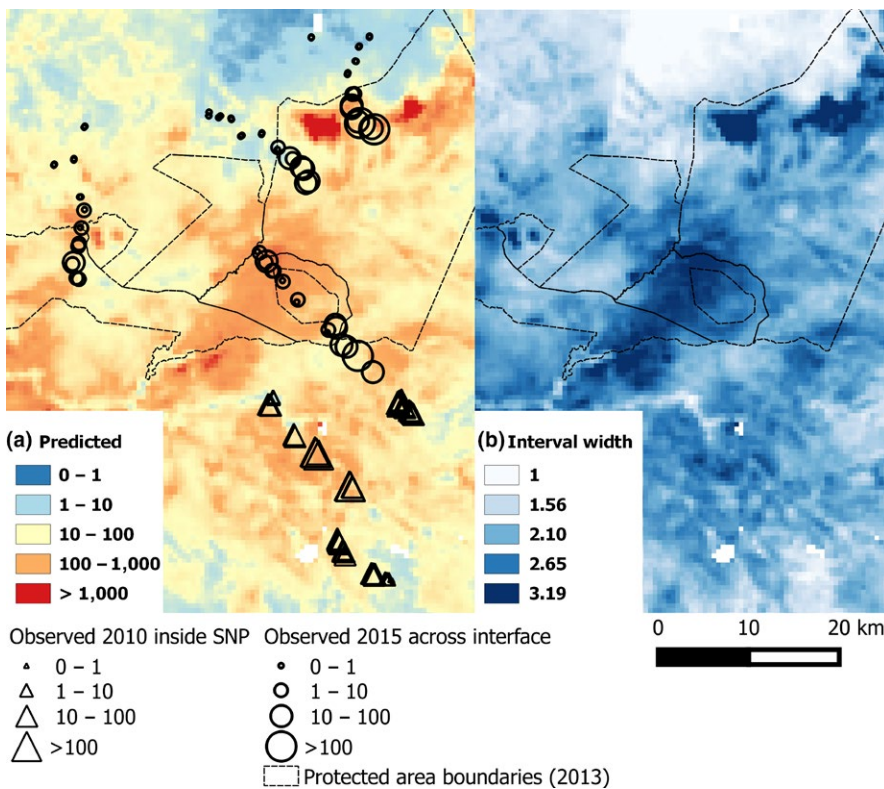 (a) Predicted
0 – 1
1 – 10
10 – 100
100 – 1,000
> 1,000
(b) Interval width
1
1.56
2.10
2.65
3.19
0 10 20 km
Observed 2010 inside SNP
0 – 1
1 – 10
10 – 100
>100
Observed 2015 across interface
0 – 1
1 – 10
10 – 100
>100
Protected area boundaries (2013)